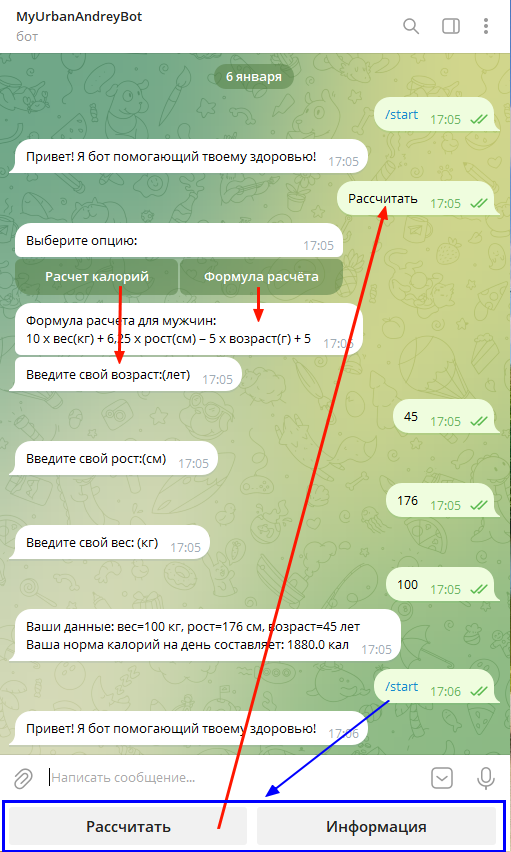 MyUrbanAndreyBot
бот
6 января
/start 17:05
Привет! Я бот помогающий твоему здоровью! 17:05
Рассчитать 17:05
Выберите опцию: 17:05
Расчет калорий Формула расчёта
Формула расчета для мужчин:
10 x вес(кг) + 6,25 x рост(см) – 5 x возраст(г) + 5 17:05
Введите свой возраст:(лет) 17:05
45 17:05
Введите свой рост:(см) 17:05
176 17:05
Введите свой вес: (кг) 17:05
100 17:05
Ваши данные: вес=100 кг, рост=176 см, возраст=45 лет
Ваша норма калорий на день составляет: 1880.0 кал 17:05
/start 17:06
Привет! Я бот помогающий твоему здоровью! 17:06
Написать сообщение...
Рассчитать Информация